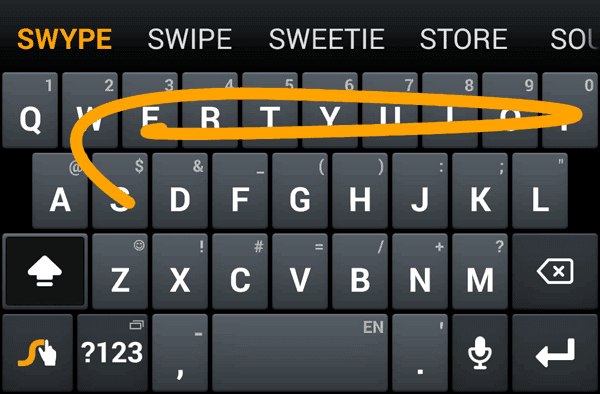 SWYPE SWIPE SWEETIE STORE SOU
1 2 3 4 5 6 7 8 9 0
Q W E R T Y U I O P
@ $ & _ ( ) : ; "
A S D F G H J K L
! # = / + ?
Z X C V B N M
- EN '
?123 , .